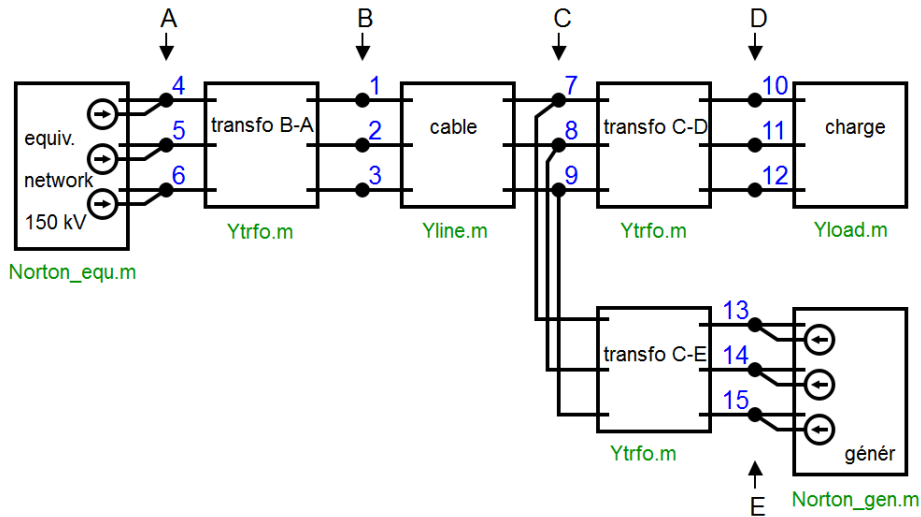 A B C D
4 1 7 10
equiv. transfo B-A cable transfo C-D charge
5 2 8 11
network
6 3 9 12
150 kV
Norton_equ.m Ytrfo.m Yline.m Ytrfo.m Yload.m
13
transfo C-E 14
15
génér
Ytrfo.m Norton_gen.m
E